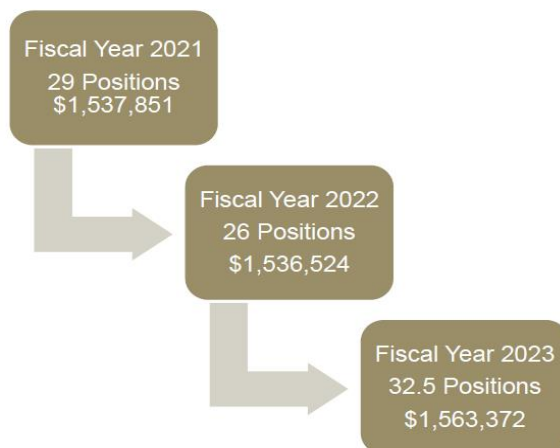 Fiscal Year 2021
29 Positions
$1,537,851
Fiscal Year 2022
26 Positions
$1,536,524
Fiscal Year 2023
32.5 Positions
$1,563,372